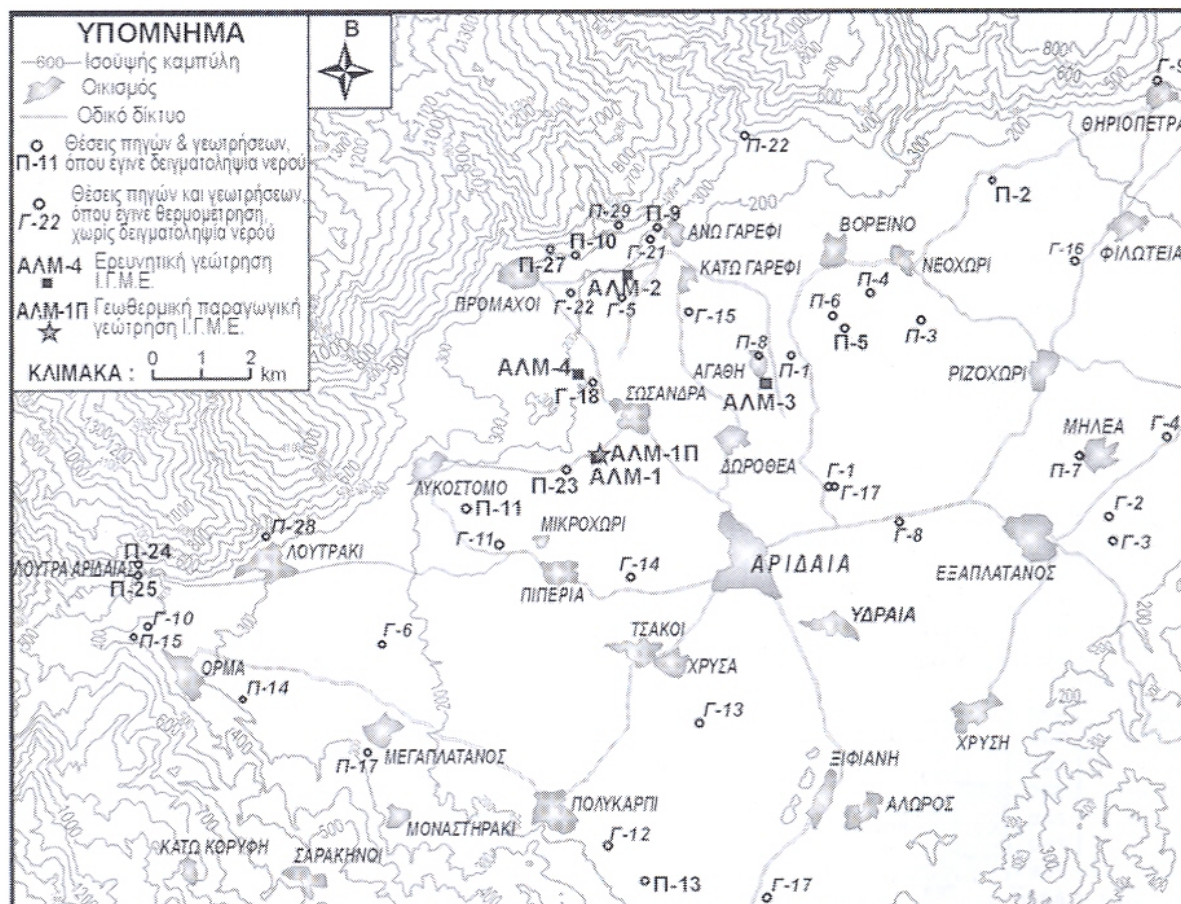 ΥΠΟΜΝΗΜΑ
600 Ισοϋψής καμπύλη
Οικισμός
Οδικό δίκτυο
Π-11 Θέσεις πηγών & γεωτρήσεων,
όπου έγινε δειγματοληψία νερού
Γ-22 Θέσεις πηγών και γεωτρήσεων,
όπου έγινε θερμομέτρηση,
χωρίς δειγματοληψία νερού
ΑΛΜ-4 Ερευνητική γεώτρηση
Ι.Γ.Μ.Ε.
ΑΛΜ-1Π Γεωθερμική παραγωγική
γεώτρηση Ι.Γ.Μ.Ε.
ΚΛΙΜΑΚΑ : 0 1 2
km
Β
Γ-9
ΘΗΡΙΟΠΕΤΡΑ
Π-22
Π-2
Π-29 Π-9
ΑΝΩ ΓΑΡΕΦΙ
Γ-21
Π-10
Π-27
ΒΟΡΕΙΝΟ
ΝΕΟΧΩΡΙ
Γ-16
ΦΙΛΩΤΕΙΑ
ΚΑΤΩ ΓΑΡΕΦΙ
ΠΡΟΜΑΧΟΙ
ΑΛΜ-2
Γ-22
Γ-5
Γ-15
Π-4
Π-6
Π-5
Π-3
Π-8
Π-1
ΑΓΑΘΗ
ΑΛΜ-3
ΡΙΖΟΧΩΡΙ
ΑΛΜ-4
Γ-18
ΣΩΣΑΝΔΡΑ
ΑΛΜ-1Π
ΑΛΜ-1
ΔΩΡΟΘΕΑ
ΜΗΛΕΑ
Γ-4
Π-7
ΛΥΚΟΣΤΟΜΟ
Π-23
Π-11
Γ-1
Γ-17
Γ-2
Γ-3
Γ-8
ΜΙΚΡΟΧΩΡΙ
Γ-11
Π-28
ΛΟΥΤΡΑΚΙ
Π-24
ΛΟΥΤΡΑ ΑΡΙΔΑΙΑΣ
Π-25
ΠΙΠΕΡΙΑ
Γ-14
ΑΡΙΔΑΙΑ
ΕΞΑΠΛΑΤΑΝΟΣ
Γ-10
Π-15
Γ-6
ΥΔΡΑΙΑ
ΤΣΑΚΟΙ
ΧΡΥΣΑ
ΟΡΜΑ
Π-14
Γ-13
ΧΡΥΣΗ
ΜΕΓΑΠΛΑΤΑΝΟΣ
Π-17
ΞΙΦΙΑΝΗ
ΠΟΛΥΚΑΡΠΙ
ΑΛΩΡΟΣ
ΜΟΝΑΣΤΗΡΑΚΙ
Γ-12
ΚΑΤΩ ΚΟΡΥΦΗ
ΣΑΡΑΚΗΝΟΙ
Π-13
Γ-17